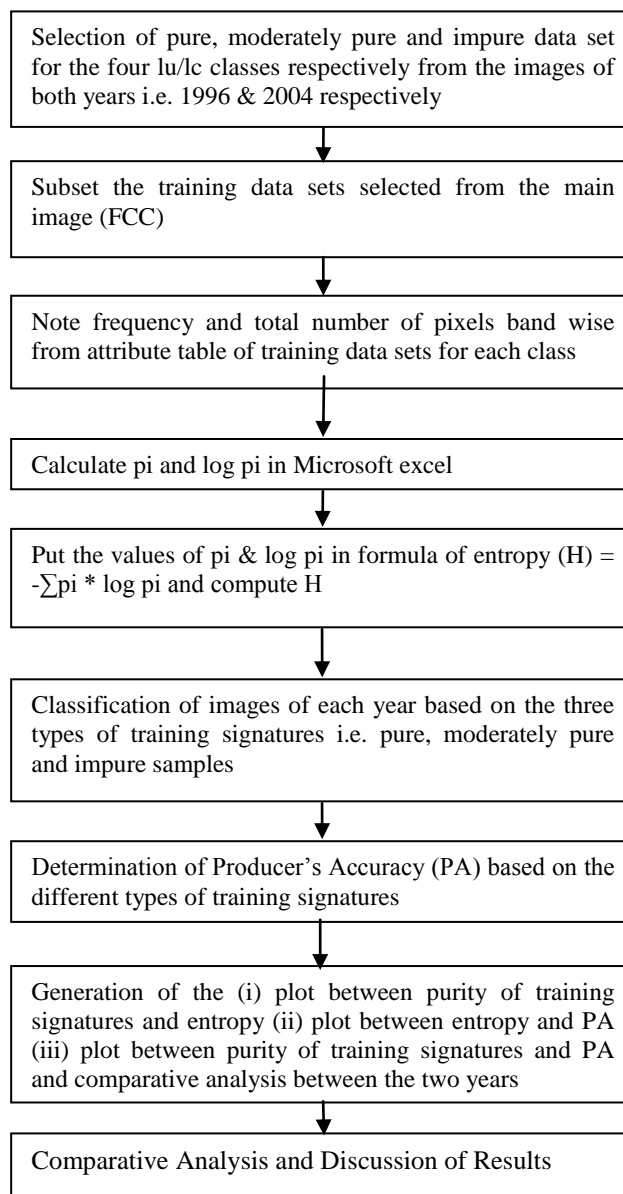 Selection of pure, moderately pure and impure data set
for the four lu/lc classes respectively from the images of
both years i.e. 1996 & 2004 respectively
Subset the training data sets selected from the main
image (FCC)
Note frequency and total number of pixels band wise
from attribute table of training data sets for each class
Calculate pi and log pi in Microsoft excel
Put the values of pi & log pi in formula of entropy (H) =
-∑pi * log pi and compute H
Classification of images of each year based on the three
types of training signatures i.e. pure, moderately pure
and impure samples
Determination of Producer’s Accuracy (PA) based on the
different types of training signatures
Generation of the (i) plot between purity of training
signatures and entropy (ii) plot between entropy and PA
(iii) plot between purity of training signatures and PA
and comparative analysis between the two years
Comparative Analysis and Discussion of Results